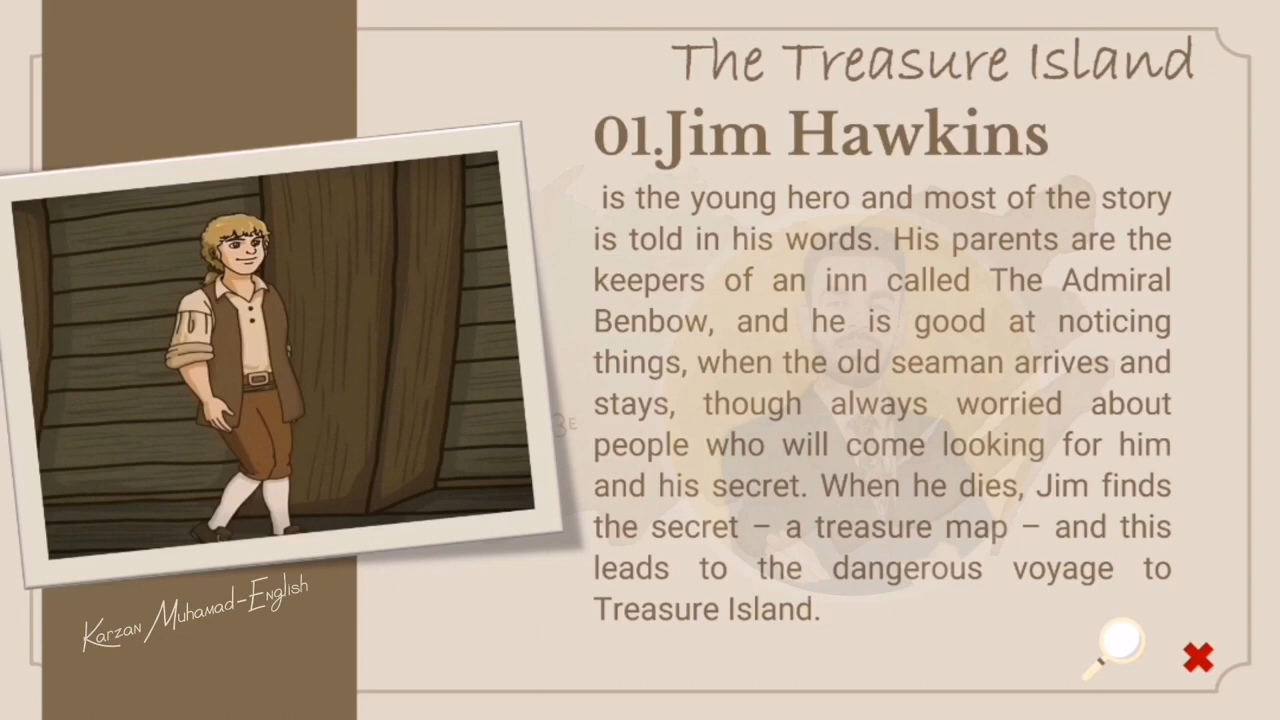 The Treasure Island
01.Jim Hawkins
is the young hero and most of the story
is told in his words. His parents are the
keepers of an inn called The Admiral
Benbow, and he is good at noticing
things, when the old seaman arrives and
stays, though always worried about
people who will come looking for him
and his secret. When he dies, Jim finds
the secret – a treasure map – and this
leads to the dangerous voyage to
Treasure Island.
Karzan Muhamad-English